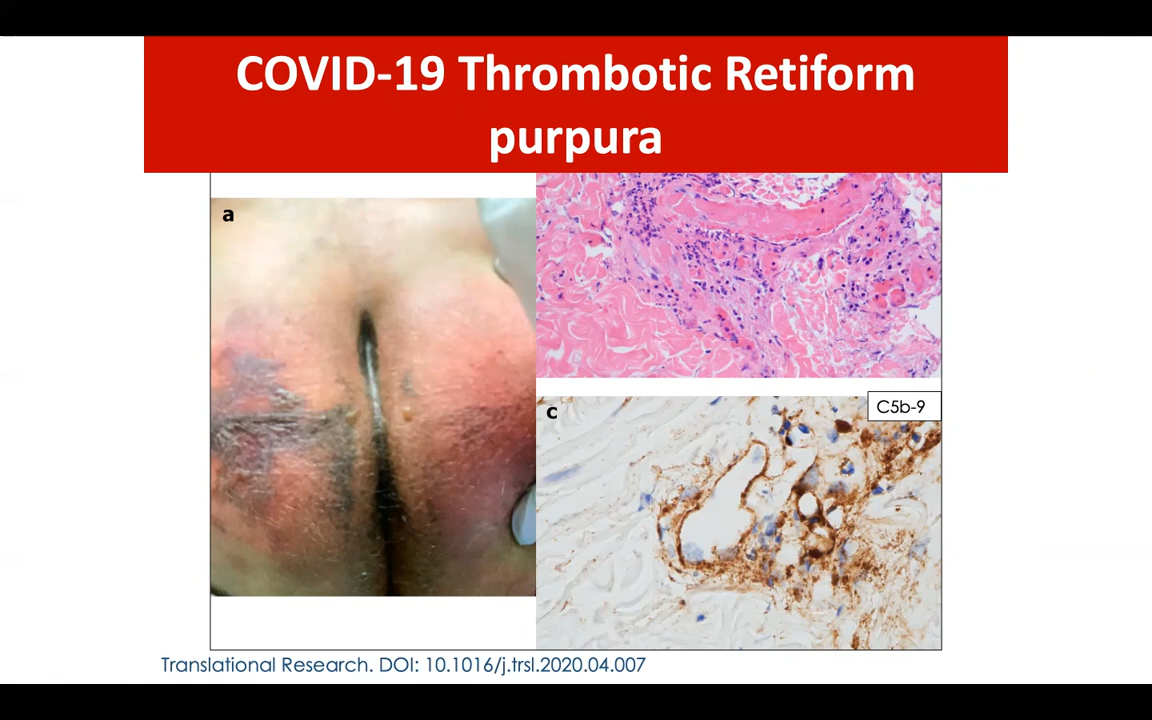 COVID-19 Thrombotic Retiform
purpura
a
C5b-9
c
Translational Research. DOI: 10.1016/j.trsl.2020.04.007